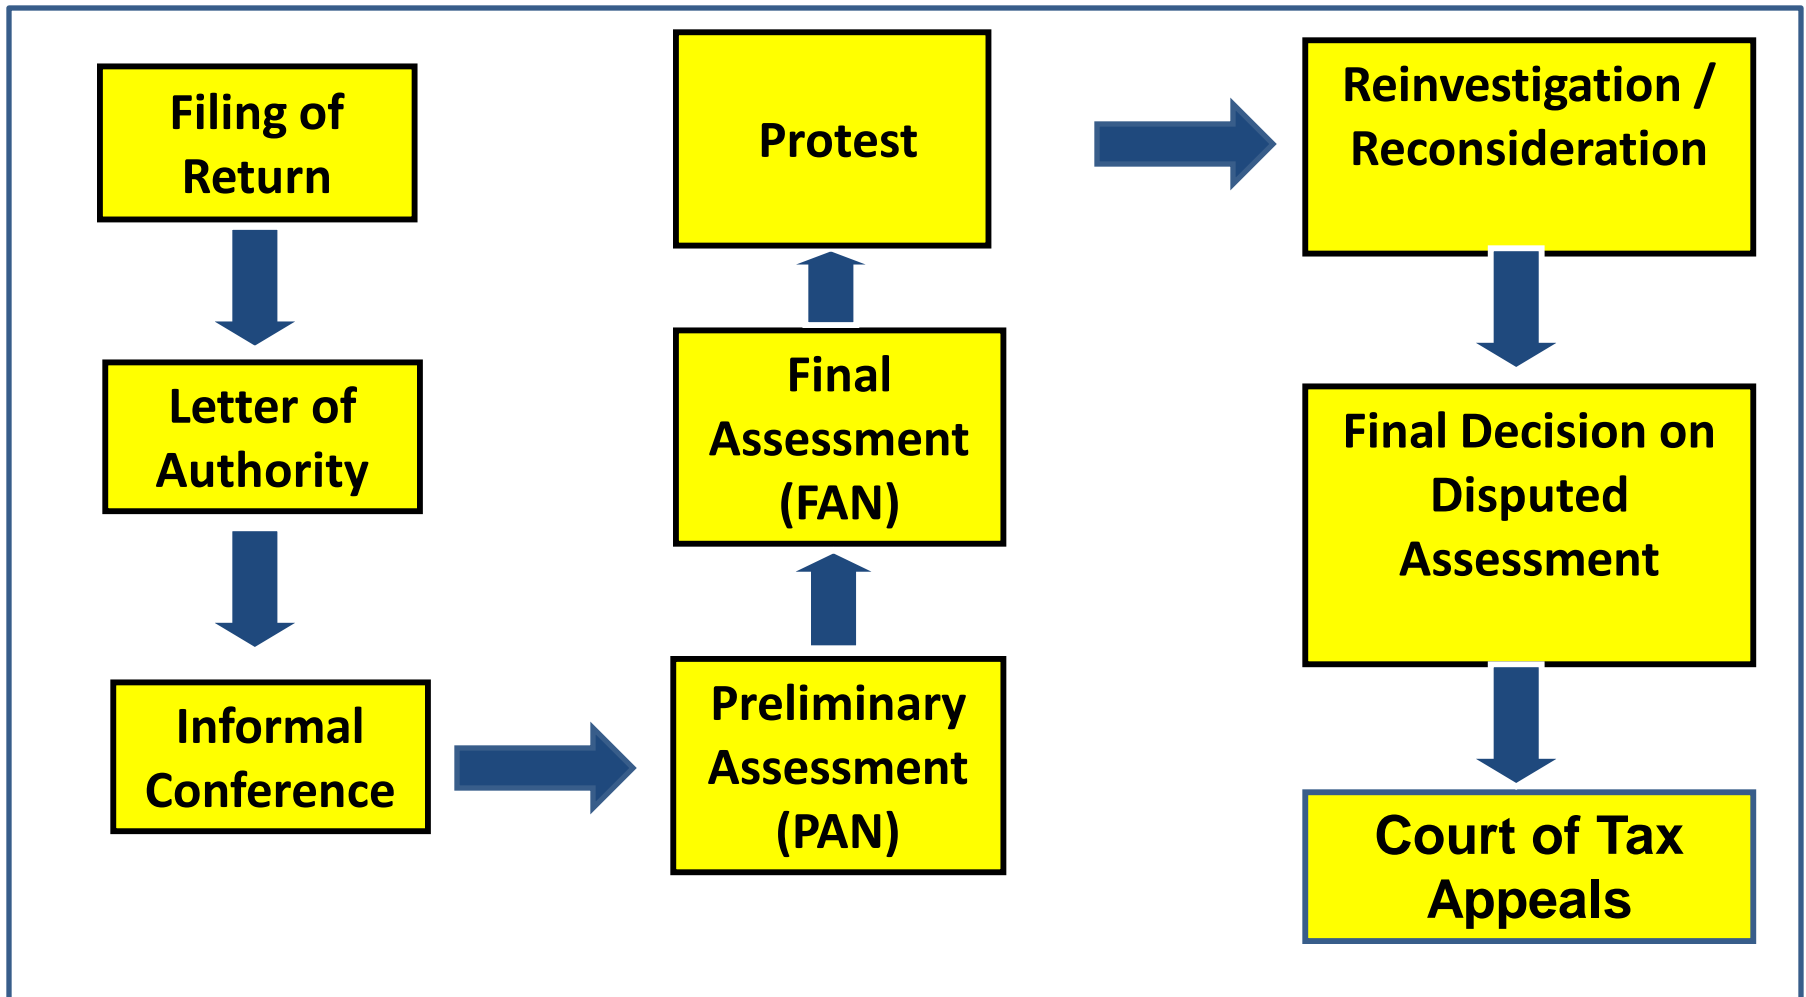 Filing of
Return
Letter of
Authority
Informal
Conference
Preliminary
Assessment
(PAN)
Final
Assessment
(FAN)
Protest
Reinvestigation /
Reconsideration
Final Decision on
Disputed
Assessment
Court of Tax
Appeals